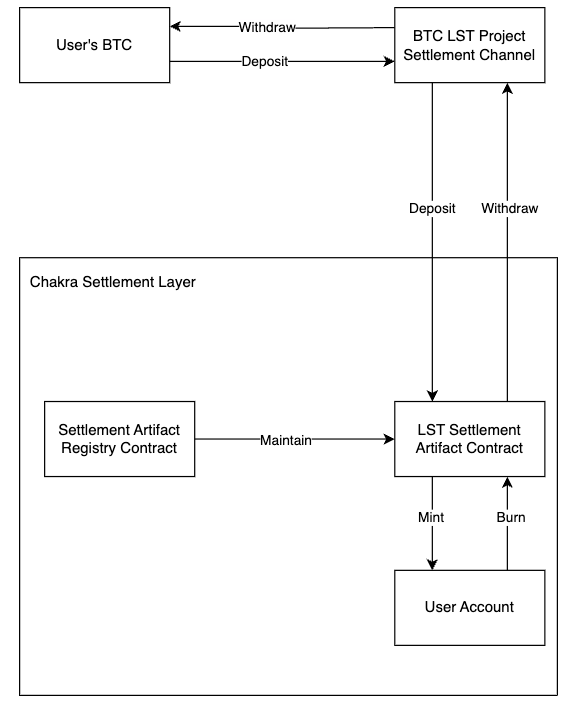 User's BTC
Withdraw
Deposit
BTC LST Project
Settlement Channel
Deposit
Withdraw
Chakra Settlement Layer
Settlement Artifact
Registry Contract
Maintain
LST Settlement
Artifact Contract
Mint
Burn
User Account